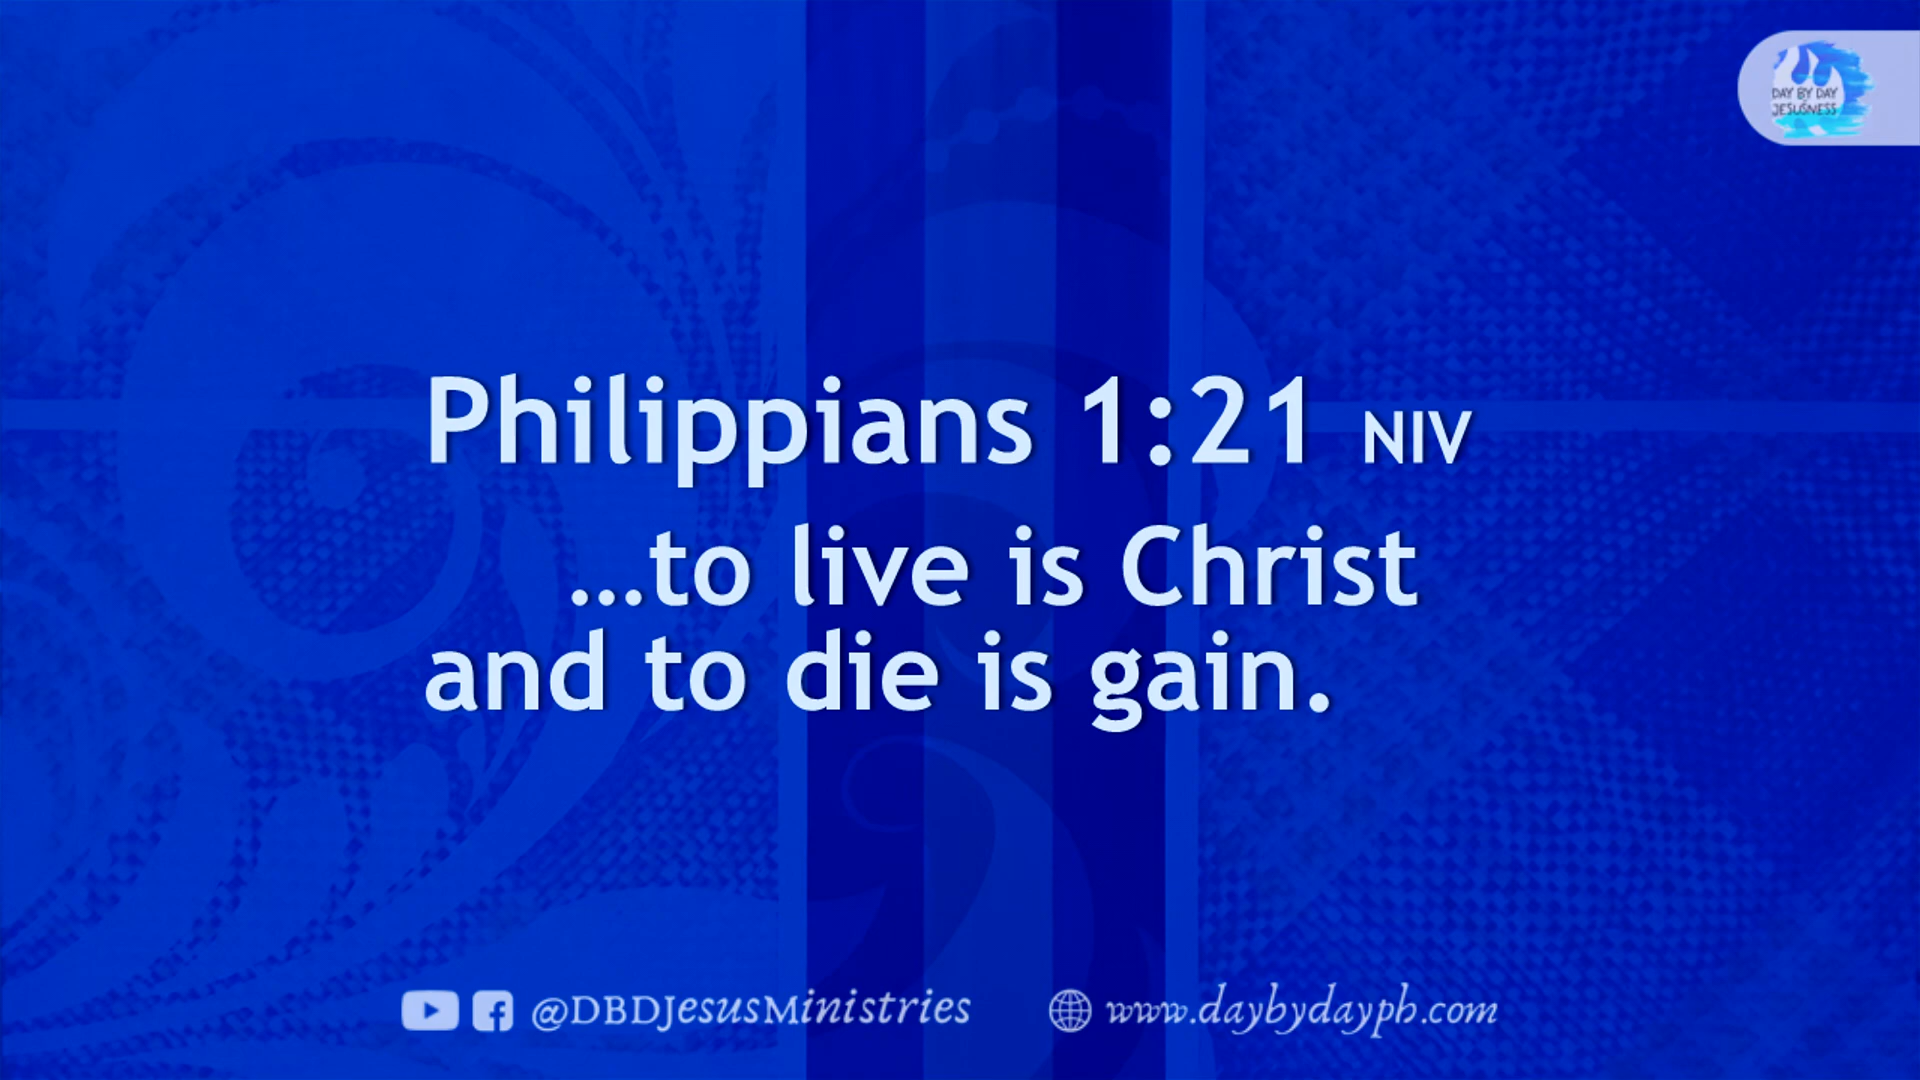 DAY BY DAY
JESUSNESS
Philippians 1:21 NIV
...to live is Christ
and to die is gain.
@DBDJesusMinistries www.daybydayph.com